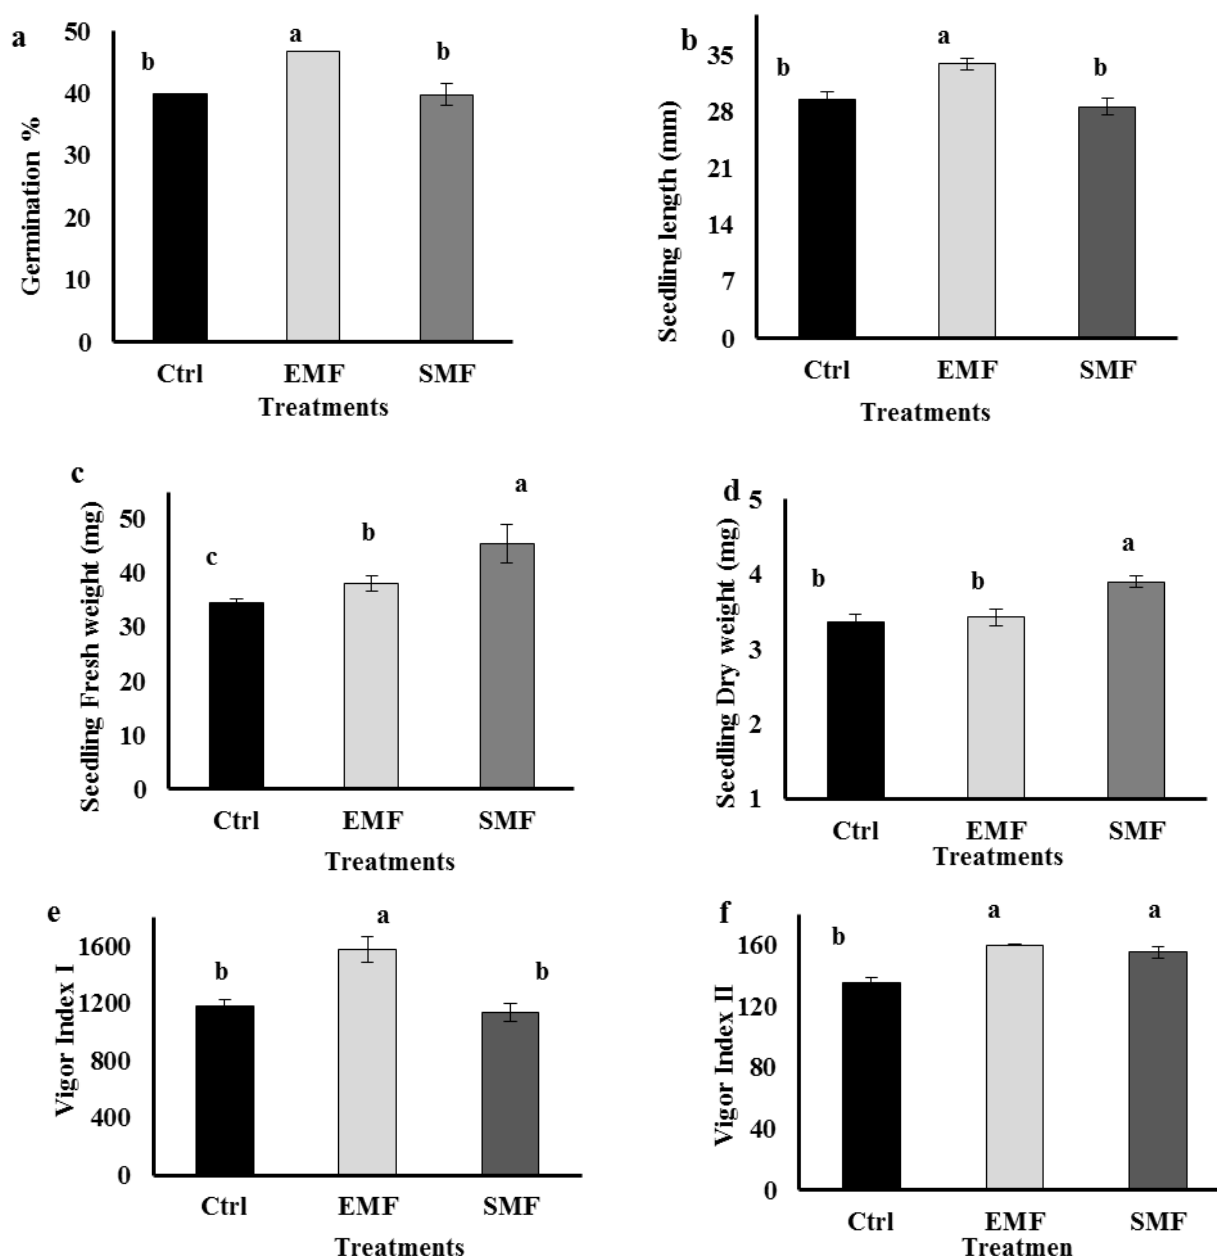 a
Germination %
50
40
30
20
10
0
b
a
b
Ctrl EMF SMF
Treatments
b
Seedling length (mm)
35
28
21
14
7
0
b
a
b
Ctrl EMF SMF
Treatments
c
Seedling Fresh weight (mg)
50
40
30
20
10
0
c
b
a
Ctrl EMF SMF
Treatments
d
Seedling Dry weight (mg)
5
4
3
2
1
b
b
a
Ctrl EMF SMF
Treatments
e
Vigor Index I
1600
1200
800
400
0
b
a
b
Ctrl EMF SMF
Treatments
f
Vigor Index II
160
120
80
40
0
b
a
a
Ctrl EMF SMF
Treatmen